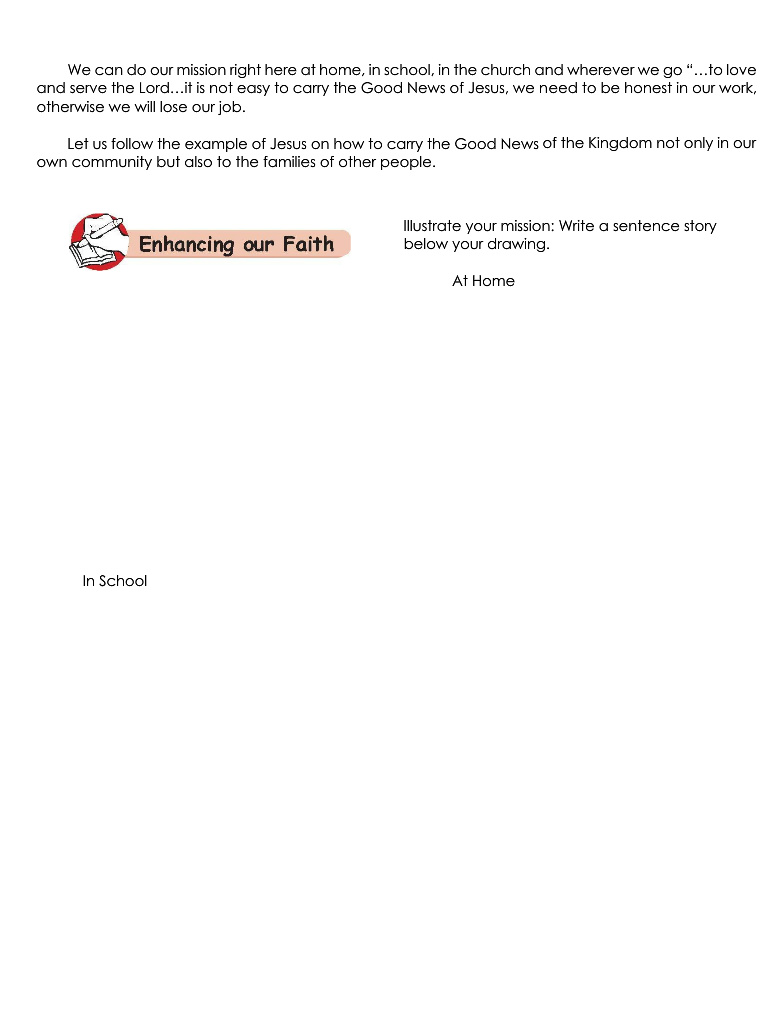 We can do our mission right here at home, in school, in the church and wherever we go “…to love
and serve the Lord…it is not easy to carry the Good News of Jesus, we need to be honest in our work,
otherwise we will lose our job.
Let us follow the example of Jesus on how to carry the Good News of the Kingdom not only in our
own community but also to the families of other people.
Enhancing our Faith
Illustrate your mission: Write a sentence story
below your drawing.
At Home
In School